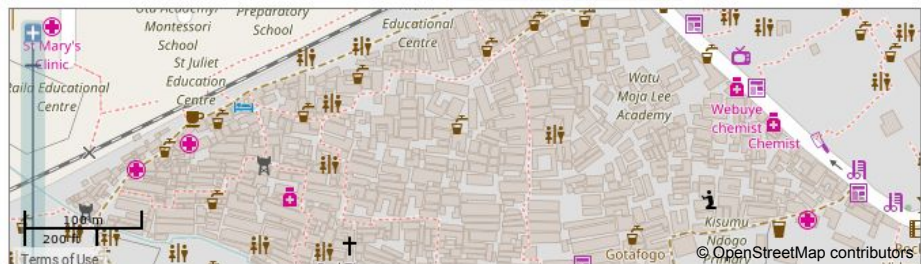 Montessori
School
St Juliet
Education
Centre
Preparatory
School
Educational
Centre
St Mary's
Clinic
Raila Educational
Centre
Watu
Moja Lee
Academy
Webuye
chemist
Chemist
Kisumu
Ndogo
Gotafogo
100 m
200 ft
Terms of Use
© OpenStreetMap contributors